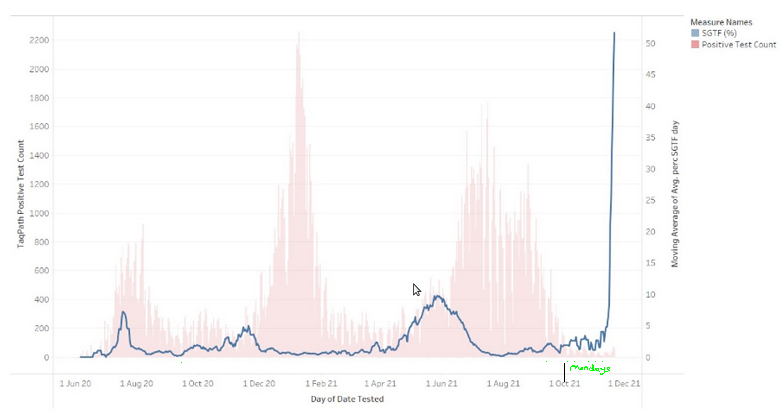 Measure Names
SGTF (%)
Positive Test Count
2200
2000
1800
1600
1400
1200
1000
800
600
400
200
0
TaqPath Positive Test Count
50
45
40
35
30
25
20
15
10
5
0
Moving Average of Avg. perc SGTF day
mondays
1 Jun 20 1 Aug 20 1 Oct 20 1 Dec 20 1 Feb 21 1 Apr 21 1 Jun 21 1 Aug 21 1 Oct 21 1 Dec 21
Day of Date Tested